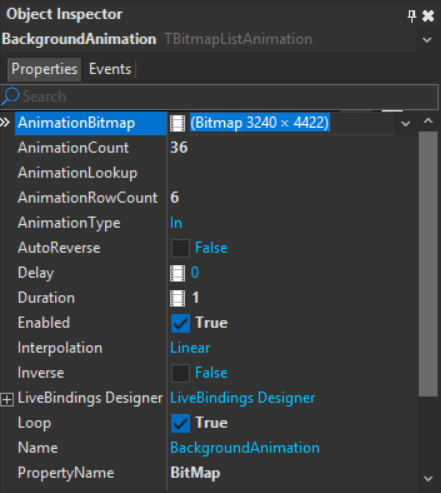 Object Inspector
BackgroundAnimation TBitmapListAnimation
Properties Events
Search
AnimationBitmap (Bitmap 3240 × 4422)
AnimationCount 36
AnimationLookup
AnimationRowCount 6
AnimationType In
AutoReverse False
Delay 0
Duration 1
Enabled True
Interpolation Linear
Inverse False
LiveBindings Designer LiveBindings Designer
Loop True
Name BackgroundAnimation
PropertyName BitMap